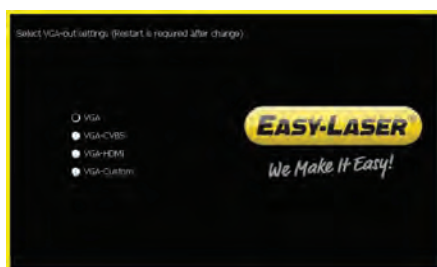 Select VGA-out settings (Restart is required after change)
VGA
VGA-CVBS
VGA-HDMI
VGA-Custom
EASY-LASER®
We Make It Easy!